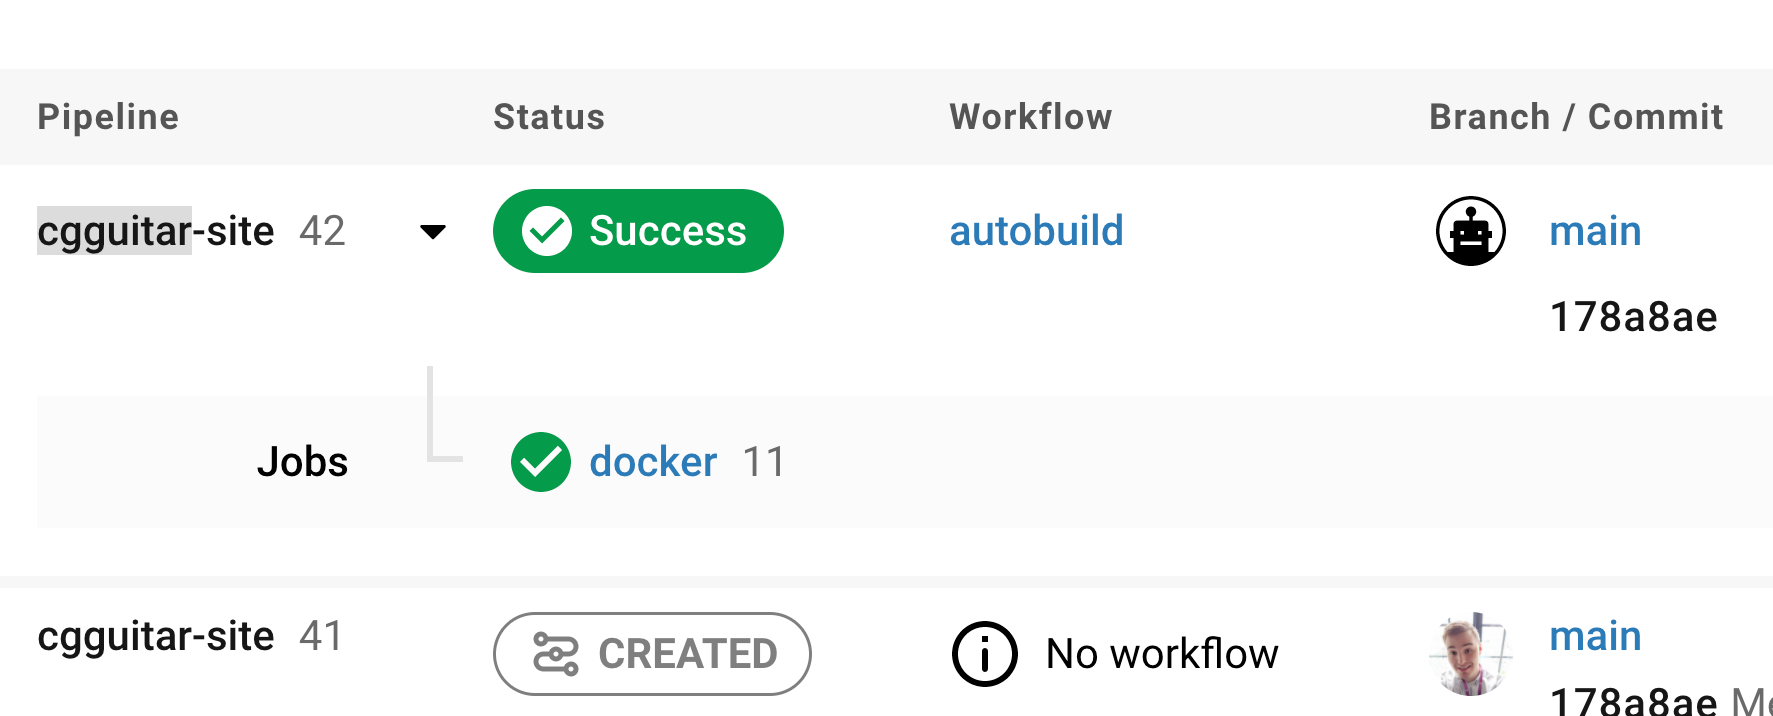 Pipeline Status Workflow Branch / Commit
cgguitar-site 42 Success autobuild main
178a8ae
Jobs docker 11
cgguitar-site 41 CREATED No workflow main
178a8ae